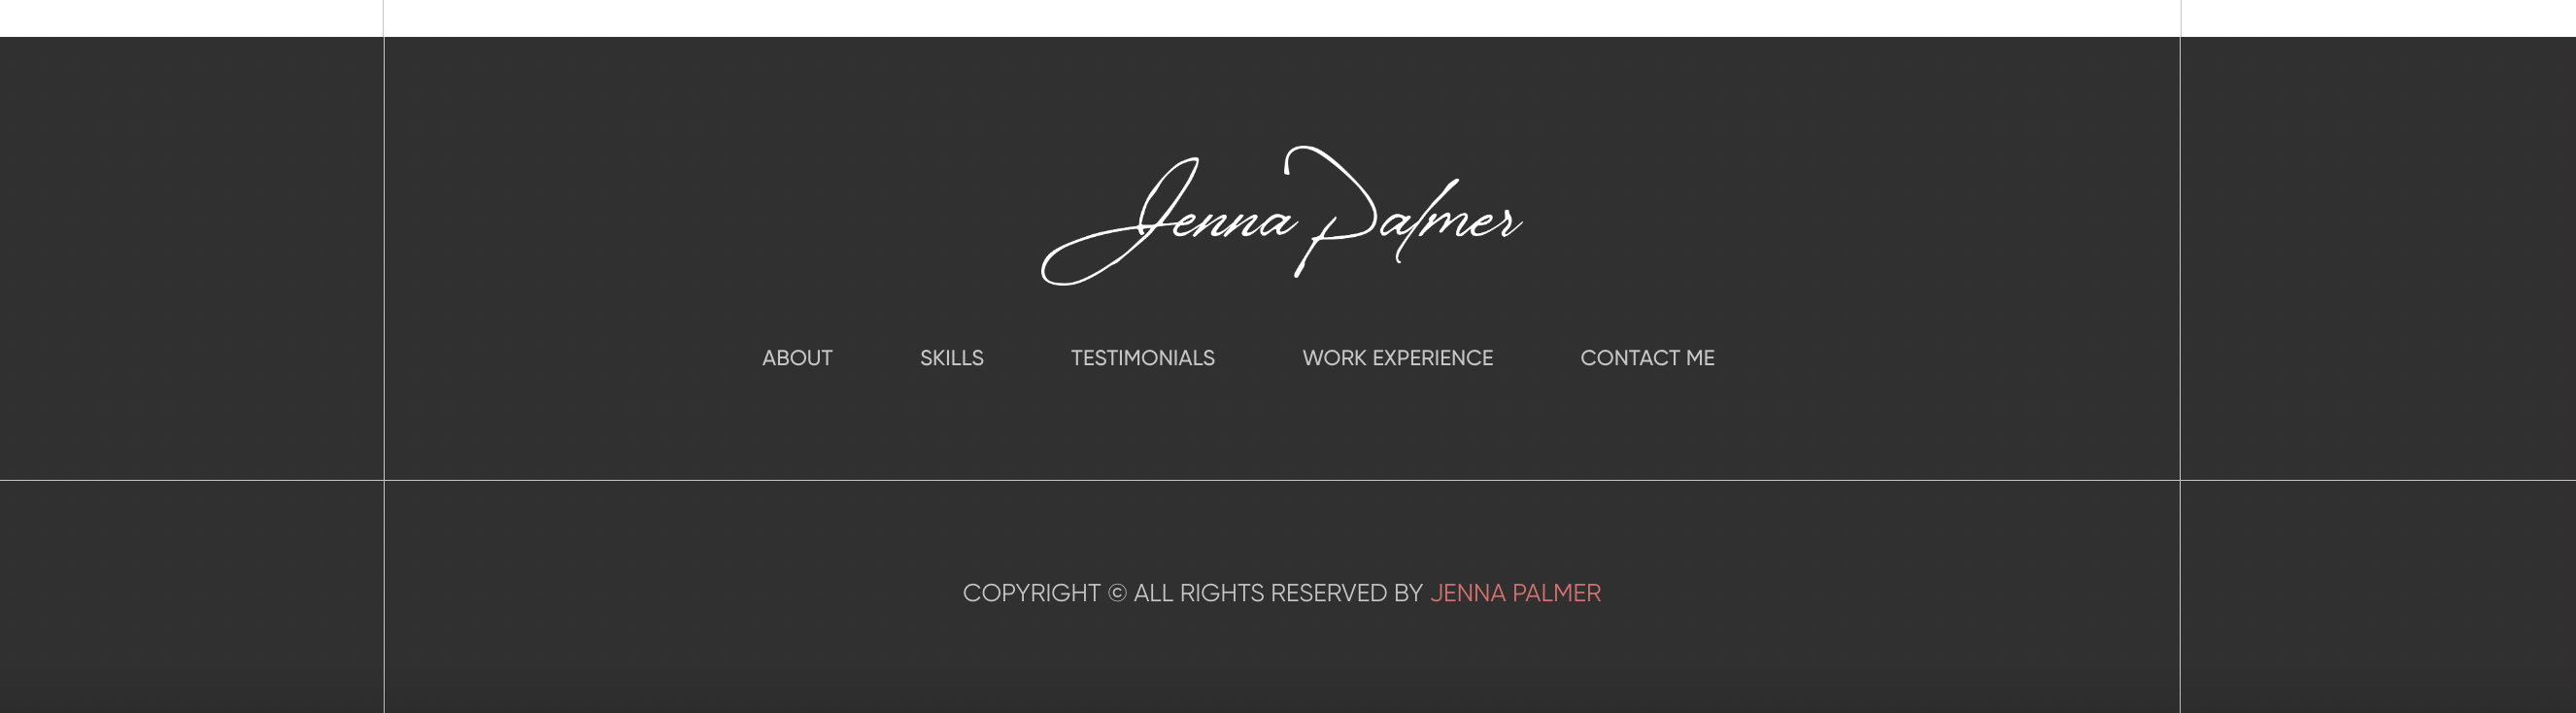 Jenna Palmer
ABOUT SKILLS TESTIMONIALS WORK EXPERIENCE CONTACT ME
COPYRIGHT © ALL RIGHTS RESERVED BY JENNA PALMER